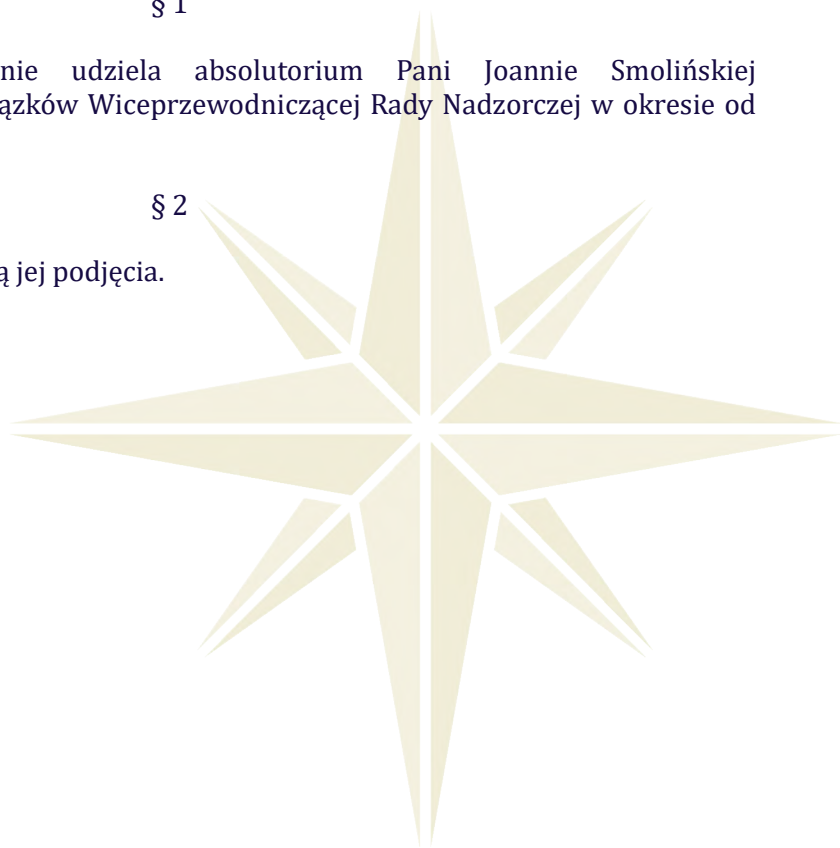 § 1
nie udziela absolutorium Pani Joannie Smolińskiej
ązków Wiceprzewodniczącej Rady Nadzorczej w okresie od
§ 2
ą jej podjęcia.